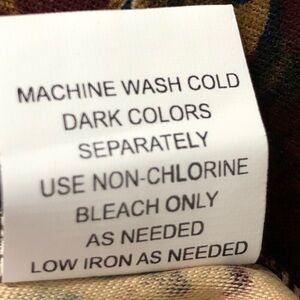 MACHINE WASH COLD
DARK COLORS
SEPARATELY
USE NON-CHLORINE
BLEACH ONLY
AS NEEDED
LOW IRON AS NEEDED